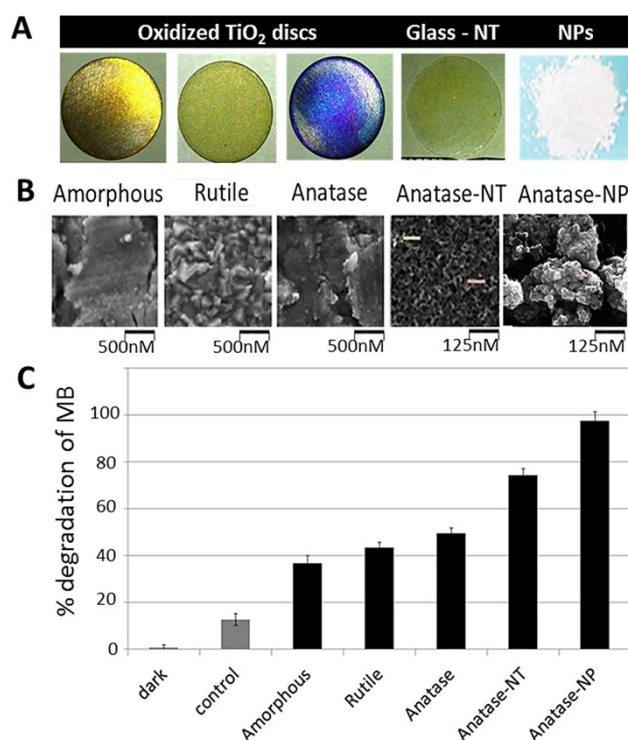 A
Oxidized TiO₂ discs Glass - NT NPs
B
Amorphous Rutile Anatase Anatase-NT Anatase-NP
500nM 500nM 500nM 125nM 125nM
C
% degradation of MB
100
80
60
40
20
0
dark control Amorphous Rutile Anatase Anatase-NT Anatase-NP